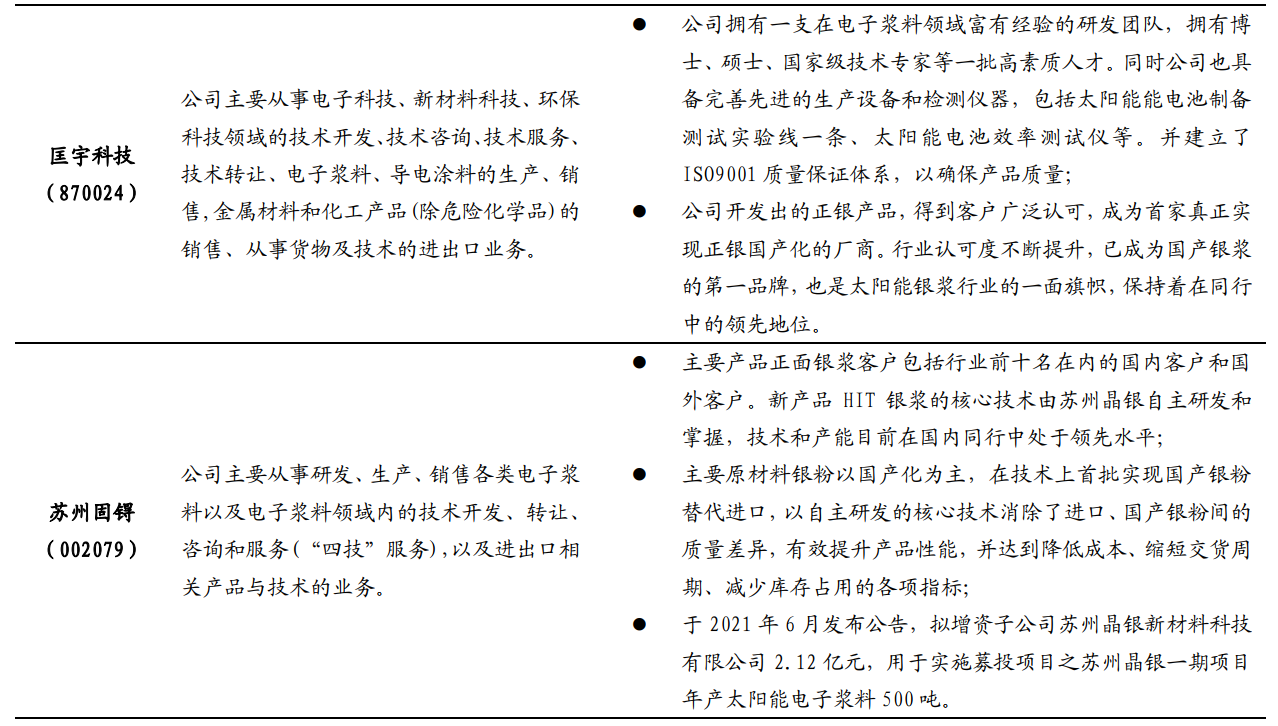 匡宇科技
（870024）
公司主要从事电子科技、新材料科技、环保
科技领域的技术开发、技术咨询、技术服务、
技术转让、电子浆料、导电涂料的生产、销
售,金属材料和化工产品(除危险化学品)的
销售、从事货物及技术的进出口业务。
● 公司拥有一支在电子浆料领域富有经验的研发团队，拥有博
士、硕士、国家级技术专家等一批高素质人才。同时公司也具
备完善先进的生产设备和检测仪器，包括太阳能能电池制备
测试实验线一条、太阳能电池效率测试仪等。并建立了
ISO9001 质量保证体系，以确保产品质量；
● 公司开发出的正银产品，得到客户广泛认可，成为首家真正实
现正银国产化的厂商。行业认可度不断提升，已成为国产银浆
的第一品牌，也是太阳能银浆行业的一面旗帜，保持着在同行
中的领先地位。
苏州固锝
（002079）
公司主要从事研发、生产、销售各类电子浆
料以及电子浆料领域内的技术开发、转让、
咨询和服务(“四技”服务),以及进出口相
关产品与技术的业务。
● 主要产品正面银浆客户包括行业前十名在内的国内客户和国
外客户。新产品 HIT 银浆的核心技术由苏州晶银自主研发和
掌握，技术和产能目前在国内同行中处于领先水平；
● 主要原材料银粉以国产化为主，在技术上首批实现国产银粉
替代进口，以自主研发的核心技术消除了进口、国产银粉间的
质量差异，有效提升产品性能，并达到降低成本、缩短交货周
期、减少库存占用的各项指标；
● 于 2021 年 6 月发布公告，拟增资子公司苏州晶银新材料科技
有限公司 2.12 亿元，用于实施募投项目之苏州晶银一期项目
年产太阳能电子浆料 500 吨。